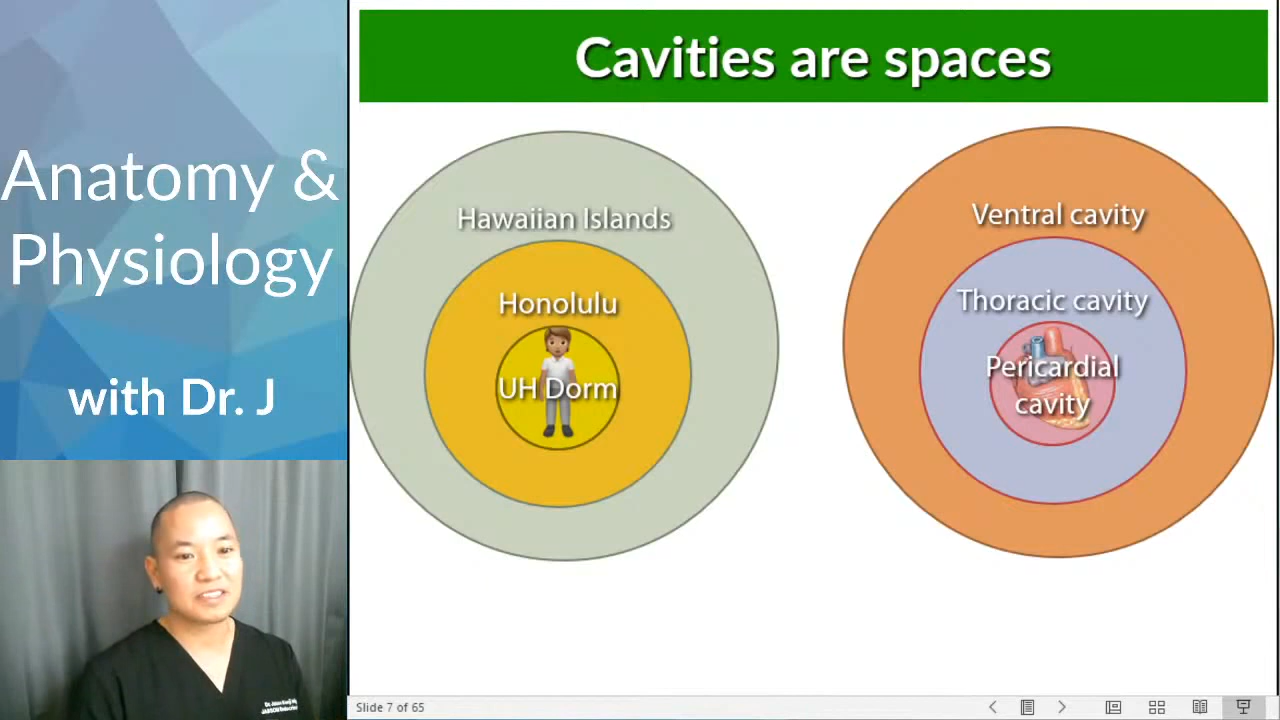 Anatomy &
Physiology
with Dr. J
Cavities are spaces
Hawaiian Islands
Honolulu
UH Dorm
Ventral cavity
Thoracic cavity
Pericardial
cavity
Slide 7 of 65